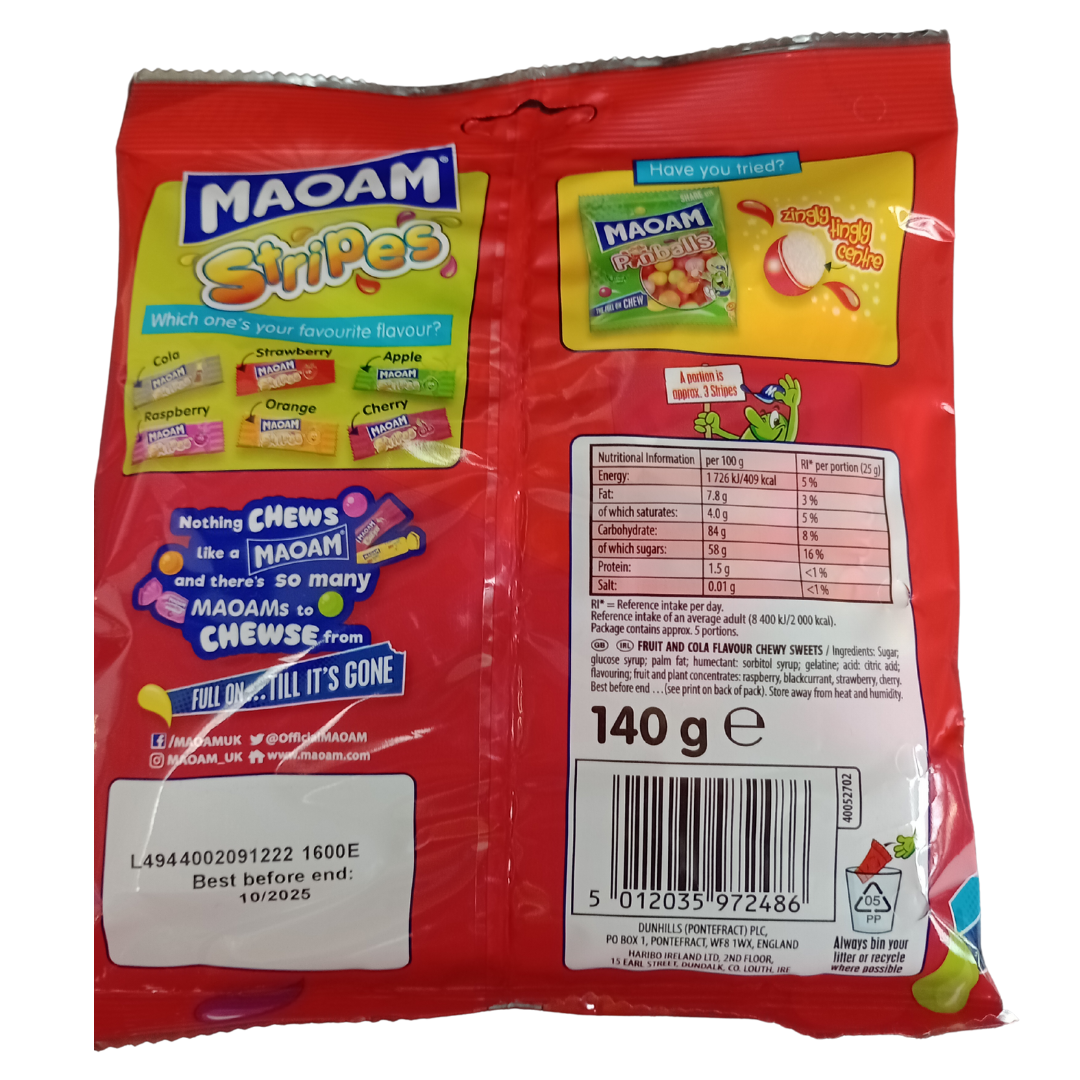 MAOAM
Stripes
Which one's your favourite flavour?
Cola
Strawberry
Apple
MAOAM
MAOAM
MAOAM
Raspberry
Orange
Cherry
MAOAM
MAOAM
MAOAM
Nothing CHEWS
like a MAOAM
and there's so many
MAOAMs to
CHEWSE from
FULL ON...TILL IT'S GONE
/MAOAMUK @OfficialMAOAM
MAOAM_UK www.maoam.com
L4944002091222 1600E
Best before end:
10/2025
Have you tried?
MAOAM
Pinballs
THE FULL ON CHEW
zingly
tingly
centre
A portion is
approx. 3 Stripes
Nutritional Information per 100 g RI* per portion (25 g)
Energy: 1 726 kJ/409 kcal 5 %
Fat: 7.8 g 3 %
of which saturates: 4.0 g 5 %
Carbohydrate: 84 g 8 %
of which sugars: 58 g 16 %
Protein: 1.5 g <1 %
Salt: 0.01 g <1 %
RI* = Reference intake per day.
Reference intake of an average adult (8 400 kJ/2 000 kcal).
Package contains approx. 5 portions.
GB IRL FRUIT AND COLA FLAVOUR CHEWY SWEETS / Ingredients: Sugar;
glucose syrup; palm fat; humectant: sorbitol syrup; gelatine; acid: citric acid;
flavouring; fruit and plant concentrates: raspberry, blackcurrant, strawberry, cherry.
Best before end ... (see print on back of pack). Store away from heat and humidity.
140 g e
40052702
5 012035 972486
05
PP
DUNHILLS (PONTEFRACT) PLC,
PO BOX 1, PONTEFRACT, WF8 1WX, ENGLAND
HARIBO IRELAND LTD, 2ND FLOOR,
15 EARL STREET, DUNDALK, CO. LOUTH, IRE
Always bin your
litter or recycle
where possible